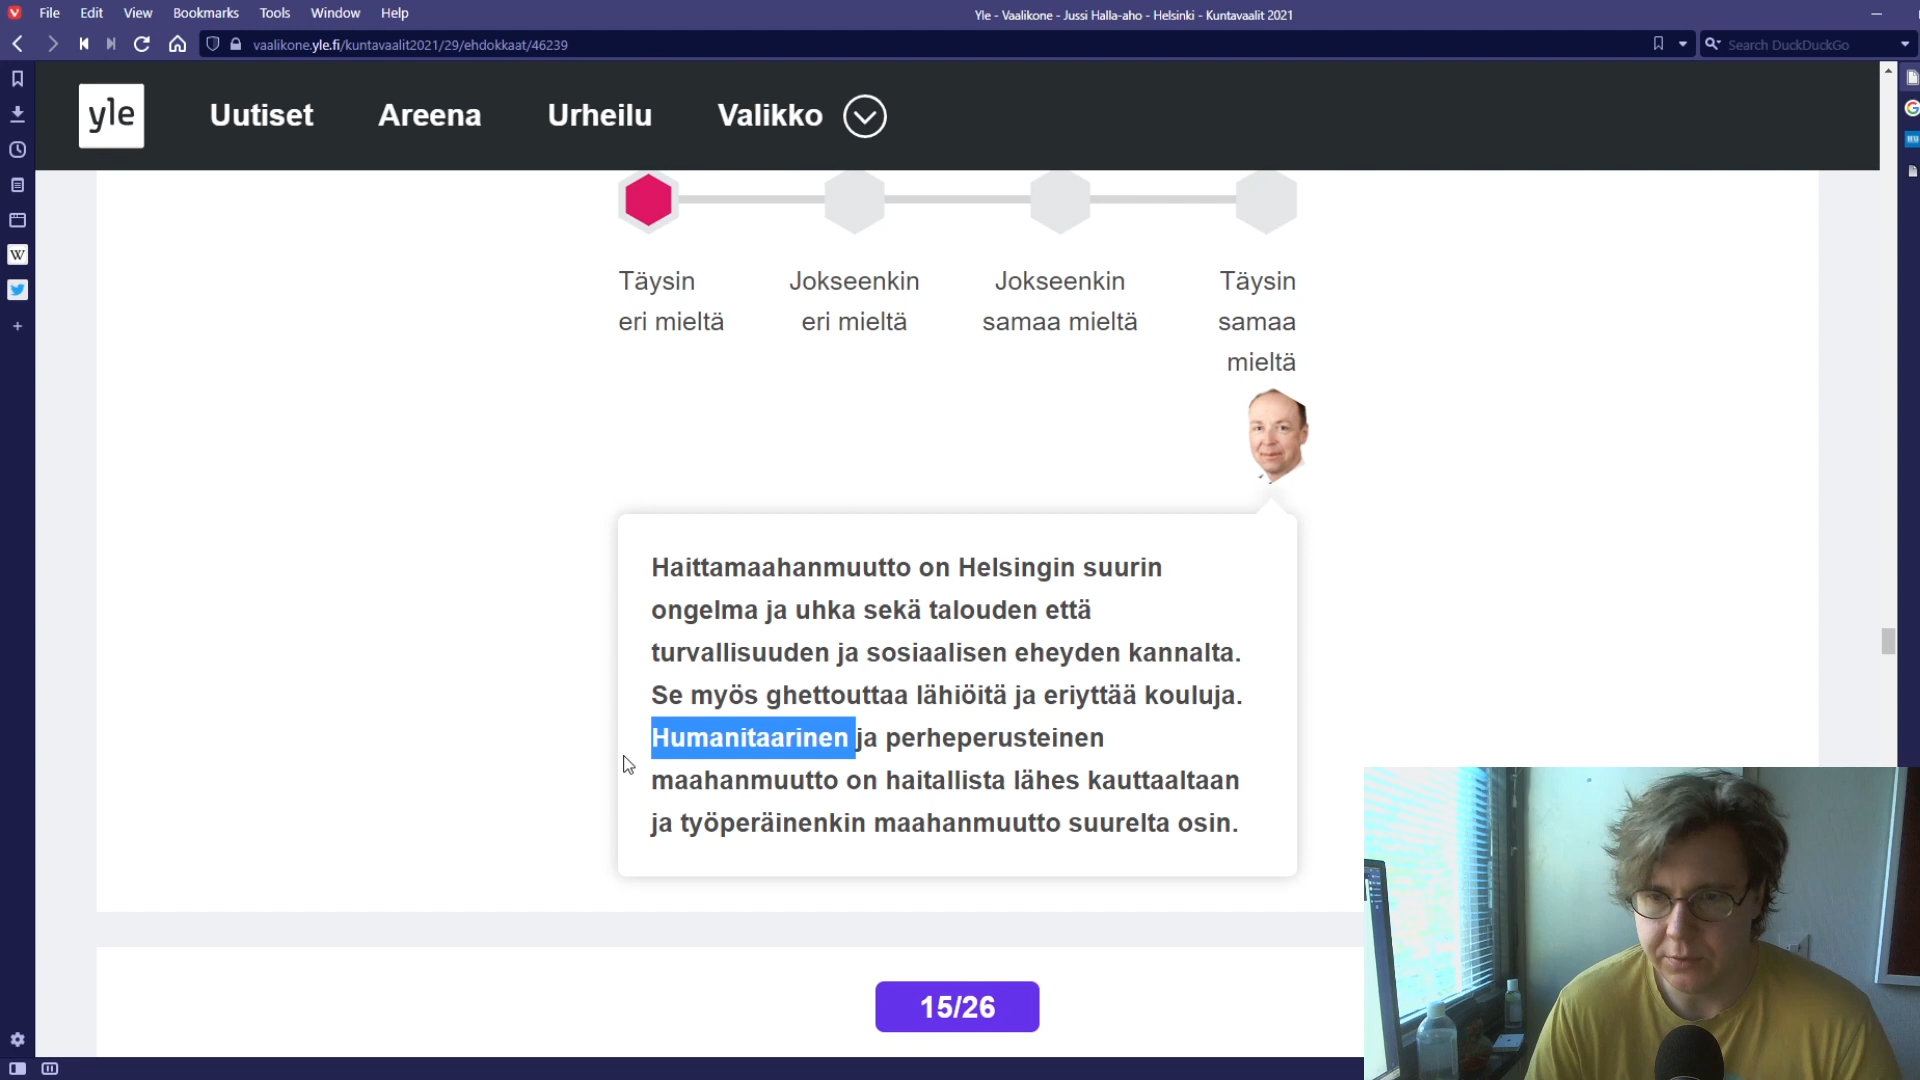 File Edit View Bookmarks Tools Window Help
Yle - Vaalikone - Jussi Halla-aho - Helsinki - Kuntavaalit 2021
vaalikone.yle.fi/kuntavaalit2021/29/ehdokkaat/46239
Search DuckDuckGo
yle Uutiset Areena Urheilu Valikko
W
Täysin
eri mieltä
Jokseenkin
eri mieltä
Jokseenkin
samaa mieltä
Täysin
samaa
mieltä
Haittamaahanmuutto on Helsingin suurin
ongelma ja uhka sekä talouden että
turvallisuuden ja sosiaalisen eheyden kannalta.
Se myös ghettouttaa lähiöitä ja eriyttää kouluja.
Humanitaarinen ja perheperusteinen
maahanmuutto on haitallista lähes kauttaaltaan
ja työperäinenkin maahanmuutto suurelta osin.
15/26